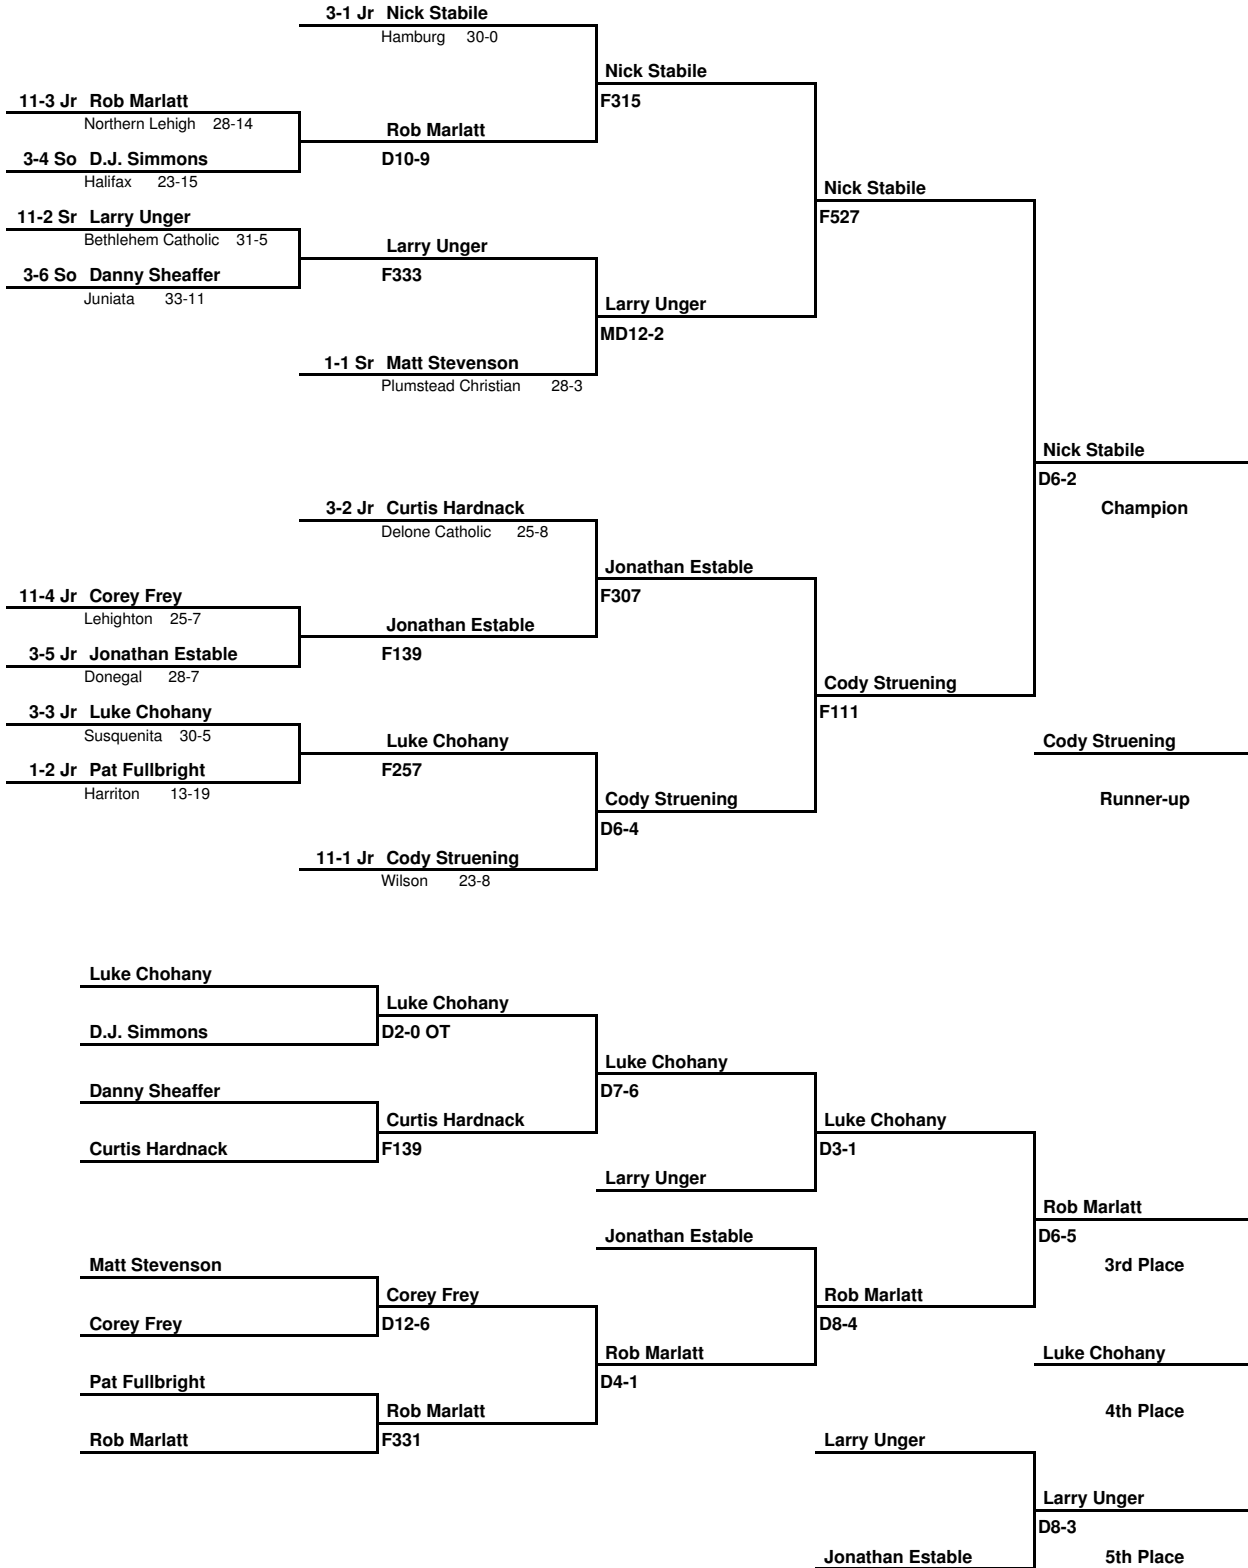 3-1 Jr Nick Stabile
Hamburg 30-0
Nick Stabile
11-3 Jr Rob Marlatt
F315
Northern Lehigh 28-14
Rob Marlatt
3-4 So D.J. Simmons
D10-9
Halifax 23-15
Nick Stabile
11-2 Sr Larry Unger
F527
Bethlehem Catholic 31-5
Larry Unger
3-6 So Danny Sheaffer
F333
Juniata 33-11
Larry Unger
MD12-2
1-1 Sr Matt Stevenson
Plumstead Christian 28-3
Nick Stabile
D6-2
3-2 Jr Curtis Hardnack
Champion
Delone Catholic 25-8
Jonathan Estable
11-4 Jr Corey Frey
F307
Lehighton 25-7
Jonathan Estable
3-5 Jr Jonathan Estable
F139
Donegal 28-7
Cody Struening
3-3 Jr Luke Chohany
F111
Susquenita 30-5
Luke Chohany
Cody Struening
1-2 Jr Pat Fullbright
F257
Harriton 13-19
Cody Struening
Runner-up
D6-4
11-1 Jr Cody Struening
Wilson 23-8
Luke Chohany
Luke Chohany
D.J. Simmons
D2-0 OT
Luke Chohany
Danny Sheaffer
D7-6
Curtis Hardnack
Luke Chohany
Curtis Hardnack
F139
D3-1
Larry Unger
Rob Marlatt
Jonathan Estable
D6-5
Matt Stevenson
3rd Place
Corey Frey
Rob Marlatt
Corey Frey
D12-6
D8-4
Rob Marlatt
Luke Chohany
Pat Fullbright
D4-1
Rob Marlatt
4th Place
Rob Marlatt
F331
Larry Unger
Larry Unger
D8-3
Jonathan Estable
5th Place